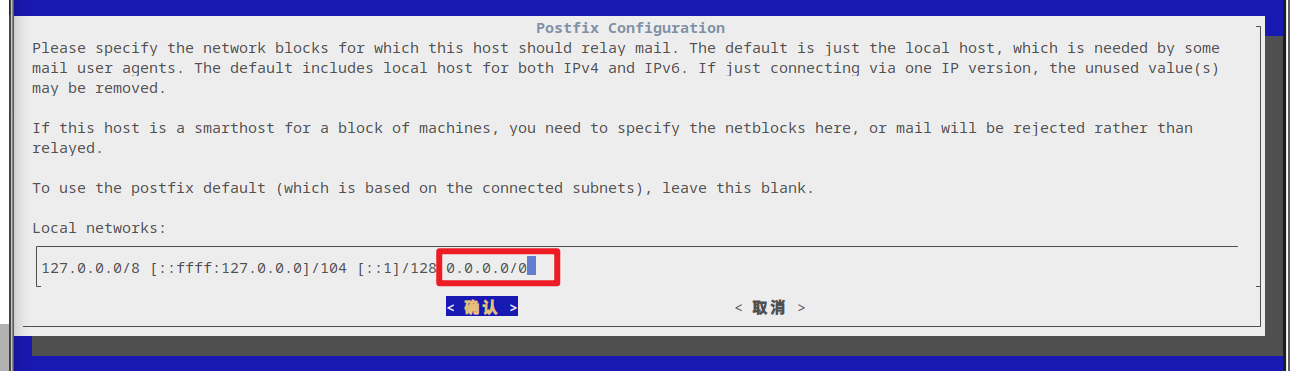 Postfix Configuration
Please specify the network blocks for which this host should relay mail. The default is just the local host, which is needed by some
mail user agents. The default includes local host for both IPv4 and IPv6. If just connecting via one IP version, the unused value(s)
may be removed.
If this host is a smarthost for a block of machines, you need to specify the netblocks here, or mail will be rejected rather than
relayed.
To use the postfix default (which is based on the connected subnets), leave this blank.
Local networks:
127.0.0.0/8 [::ffff:127.0.0.0]/104 [::1]/128 0.0.0.0/0
< 确认 > < 取消 >